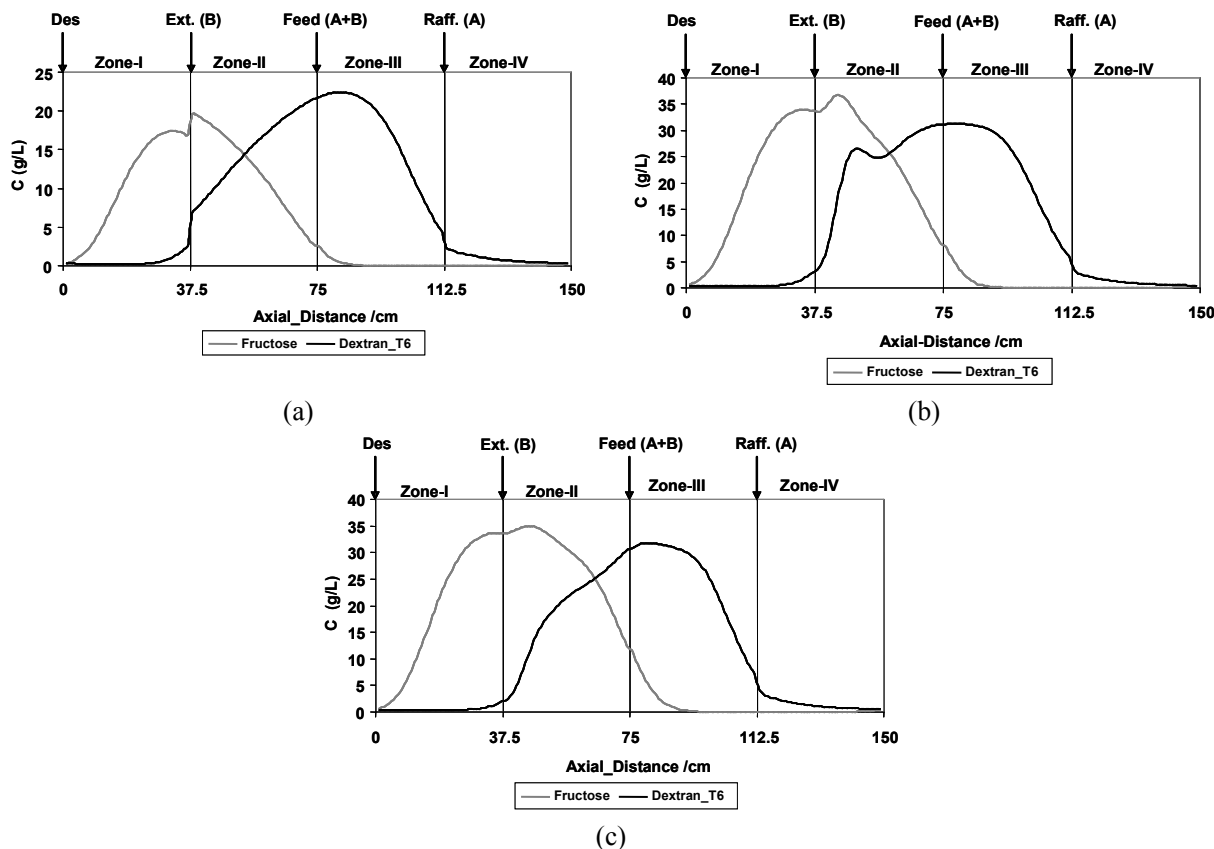 Des Ext. (B) Feed (A+B) Raff. (A)
Zone-I Zone-II Zone-III Zone-IV
25
20
15
10
5
0
C (g/L)
0 37.5 75 112.5 150
Axial_Distance /cm
Fructose Dextran_T6
(a)
Des Ext. (B) Feed (A+B) Raff. (A)
Zone-I Zone-II Zone-III Zone-IV
40
35
30
25
20
15
10
5
0
C (g/L)
0 37.5 75 112.5 150
Axial-Distance /cm
Fructose Dextran_T6
(b)
Des Ext. (B) Feed (A+B) Raff. (A)
Zone-I Zone-II Zone-III Zone-IV
40
35
30
25
20
15
10
5
0
C (g/L)
0 37.5 75 112.5 150
Axial_Distance /cm
Fructose Dextran_T6
(c)